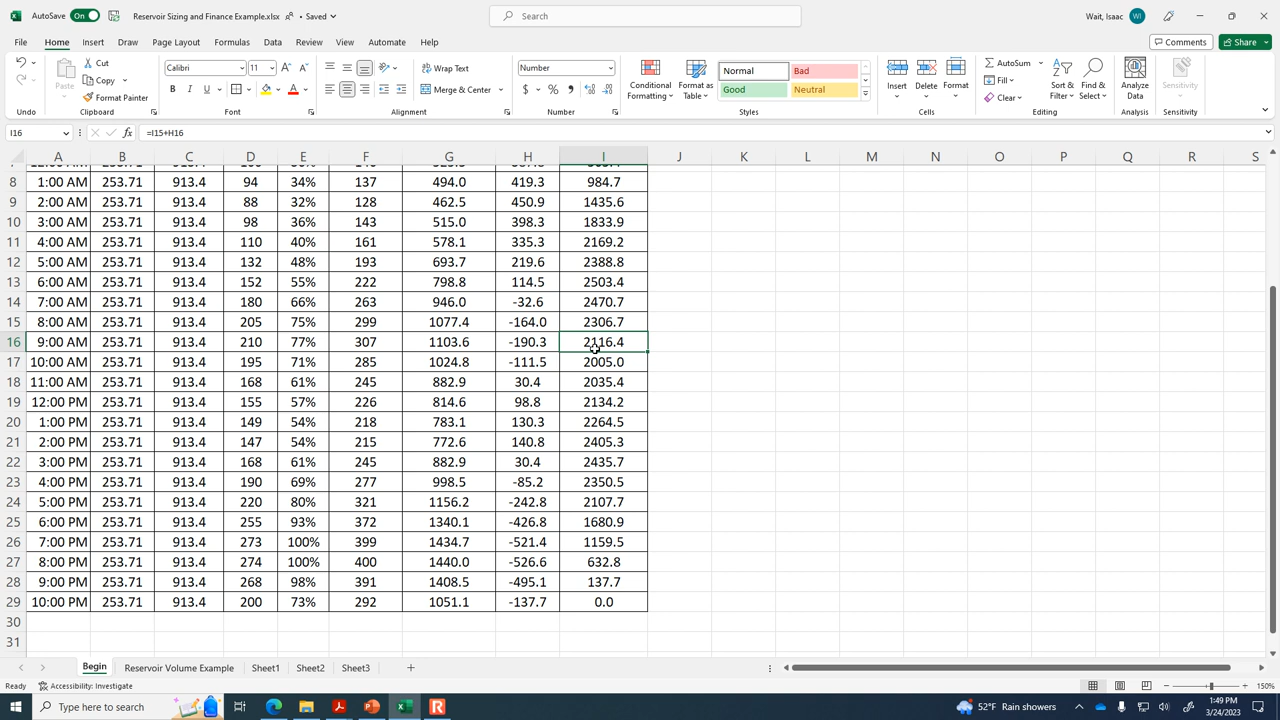 AutoSave On Reservoir Sizing and Finance Example.xlsx • Saved Search Wait, Isaac WI
File Home Insert Draw Page Layout Formulas Data Review View Automate Help Comments Share
Paste Cut Copy Format Painter Calibri 11 B I U Wrap Text Merge & Center Number $ % Conditional Formatting Format as Table Normal Bad Good Neutral Insert Delete Format AutoSum Fill Clear Sort & Filter Find & Select Analyze Data Sensitivity
Undo Clipboard Font Alignment Number Styles Cells Editing Analysis Sensitivity
I16 fx =I15+H16
A B C D E F G H I J K L M N O P Q R S
8 1:00 AM 253.71 913.4 94 34% 137 494.0 419.3 984.7
9 2:00 AM 253.71 913.4 88 32% 128 462.5 450.9 1435.6
10 3:00 AM 253.71 913.4 98 36% 143 515.0 398.3 1833.9
11 4:00 AM 253.71 913.4 110 40% 161 578.1 335.3 2169.2
12 5:00 AM 253.71 913.4 132 48% 193 693.7 219.6 2388.8
13 6:00 AM 253.71 913.4 152 55% 222 798.8 114.5 2503.4
14 7:00 AM 253.71 913.4 180 66% 263 946.0 -32.6 2470.7
15 8:00 AM 253.71 913.4 205 75% 299 1077.4 -164.0 2306.7
16 9:00 AM 253.71 913.4 210 77% 307 1103.6 -190.3 2116.4
17 10:00 AM 253.71 913.4 195 71% 285 1024.8 -111.5 2005.0
18 11:00 AM 253.71 913.4 168 61% 245 882.9 30.4 2035.4
19 12:00 PM 253.71 913.4 155 57% 226 814.6 98.8 2134.2
20 1:00 PM 253.71 913.4 149 54% 218 783.1 130.3 2264.5
21 2:00 PM 253.71 913.4 147 54% 215 772.6 140.8 2405.3
22 3:00 PM 253.71 913.4 168 61% 245 882.9 30.4 2435.7
23 4:00 PM 253.71 913.4 190 69% 277 998.5 -85.2 2350.5
24 5:00 PM 253.71 913.4 220 80% 321 1156.2 -242.8 2107.7
25 6:00 PM 253.71 913.4 255 93% 372 1340.1 -426.8 1680.9
26 7:00 PM 253.71 913.4 273 100% 399 1434.7 -521.4 1159.5
27 8:00 PM 253.71 913.4 274 100% 400 1440.0 -526.6 632.8
28 9:00 PM 253.71 913.4 268 98% 391 1408.5 -495.1 137.7
29 10:00 PM 253.71 913.4 200 73% 292 1051.1 -137.7 0.0
30
31
Begin Reservoir Volume Example Sheet1 Sheet2 Sheet3
Ready Accessibility: Investigate 150%
Type here to search 52°F Rain showers 1:49 PM
3/24/2023